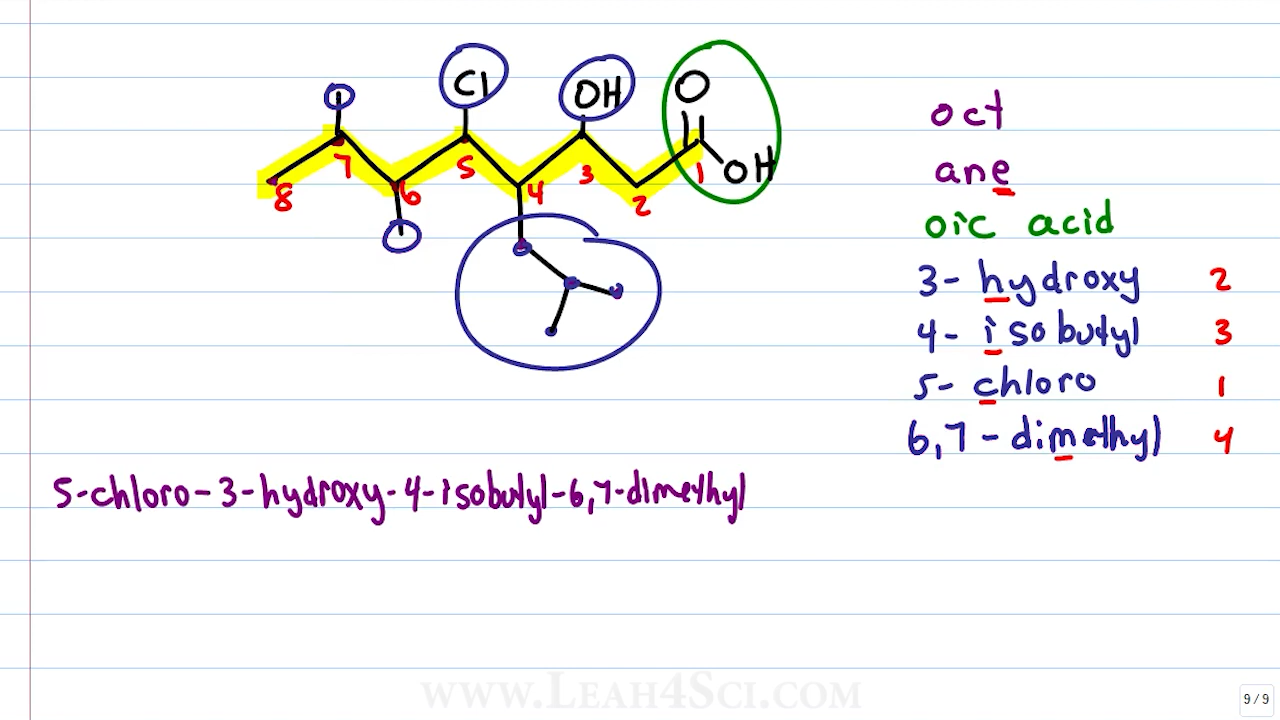 Cl
OH
O
OH
8
7
6
5
4
3
2
1
oct
ane
oic acid
3- hydroxy 2
4- isobutyl 3
5- chloro 1
6,7 - dimethyl 4
5-chloro-3-hydroxy-4-isobutyl-6,7-dimethyl
www.Leah4Sci.com
9 / 9